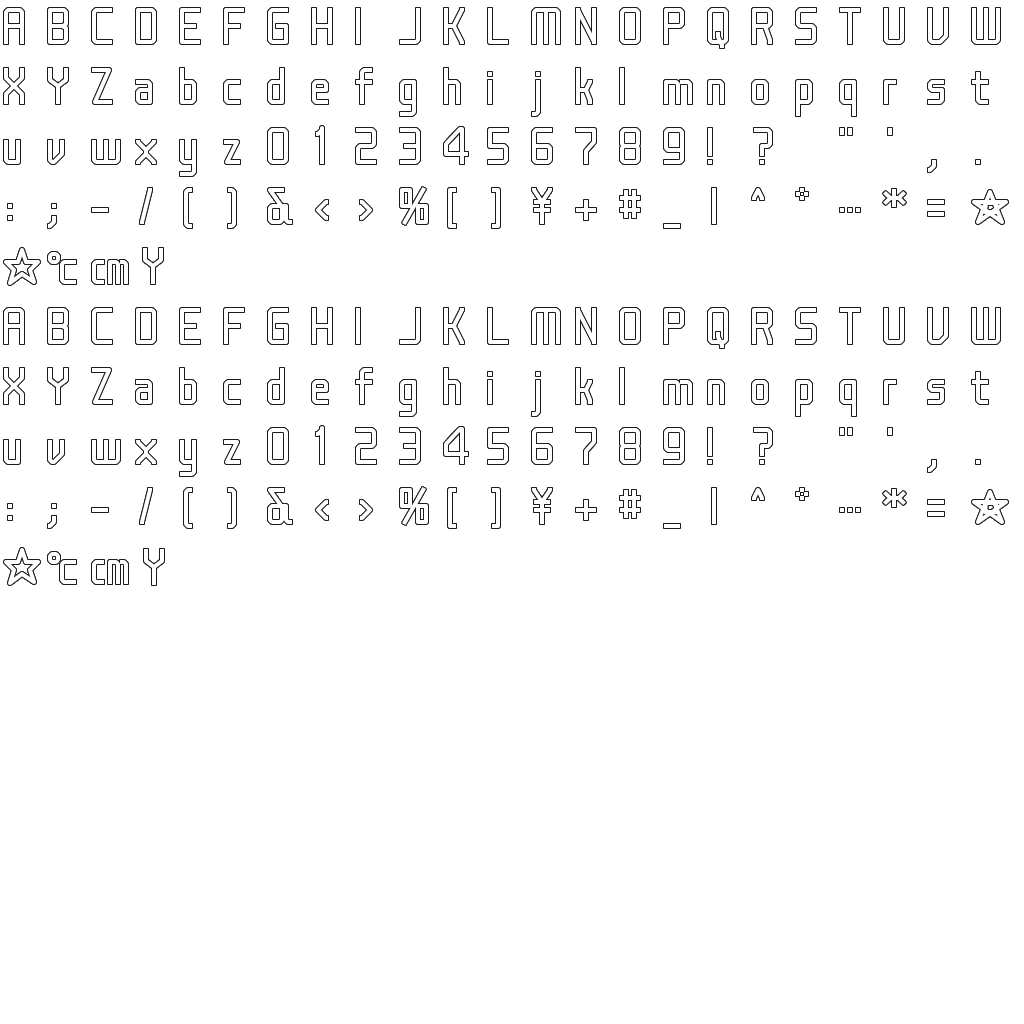 A B C D E F G H I J K L M N O P Q R S T U V W
X Y Z a b c d e f g h i j k l m n o p q r s t
u v w x y z 0 1 2 3 4 5 6 7 8 9 ! ? " ' , .
: ; - / ( ) & < > % [ ] ¥ + # _ | ^ ° … * = ★
☆ ℃ cm Y
A B C D E F G H I J K L M N O P Q R S T U V W
X Y Z a b c d e f g h i j k l m n o p q r s t
u v w x y z 0 1 2 3 4 5 6 7 8 9 ! ? " ' , .
: ; - / ( ) & < > % [ ] ¥ + # _ | ^ ° … * = ★
☆ ℃ cm Y